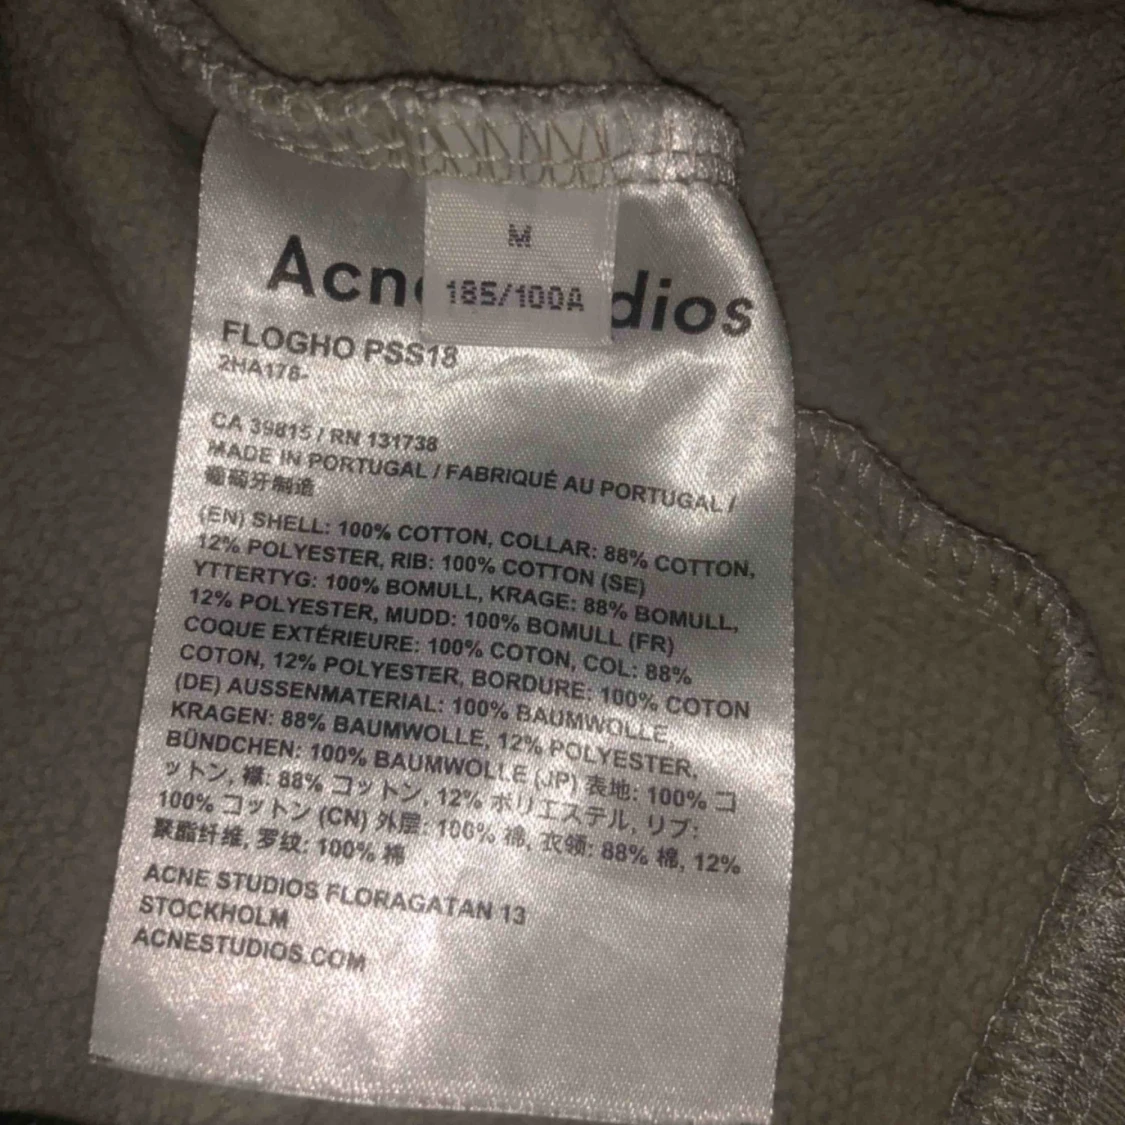 M
Acn dios
185/100A
FLOGHO PSS18
2HA178-
CA 39815 / RN 131738
MADE IN PORTUGAL / FABRIQUÉ AU PORTUGAL /
葡萄牙制造
(EN) SHELL: 100% COTTON, COLLAR: 88% COTTON,
12% POLYESTER, RIB: 100% COTTON (SE)
YTTERTYG: 100% BOMULL, KRAGE: 88% BOMULL,
12% POLYESTER, MUDD: 100% BOMULL (FR)
COQUE EXTÉRIEURE: 100% COTON, COL: 88%
COTON, 12% POLYESTER, BORDURE: 100% COTON
(DE) AUSSENMATERIAL: 100% BAUMWOLLE,
KRAGEN: 88% BAUMWOLLE, 12% POLYESTER,
BÜNDCHEN: 100% BAUMWOLLE (JP) 表地: 100% コ
ットン, 襟: 88% コットン, 12% ポリエステル, リブ:
100% コットン (CN) 外层: 100% 棉, 衣领: 88% 棉, 12%
聚酯纤维, 罗纹: 100% 棉
ACNE STUDIOS FLORAGATAN 13
STOCKHOLM
ACNESTUDIOS.COM